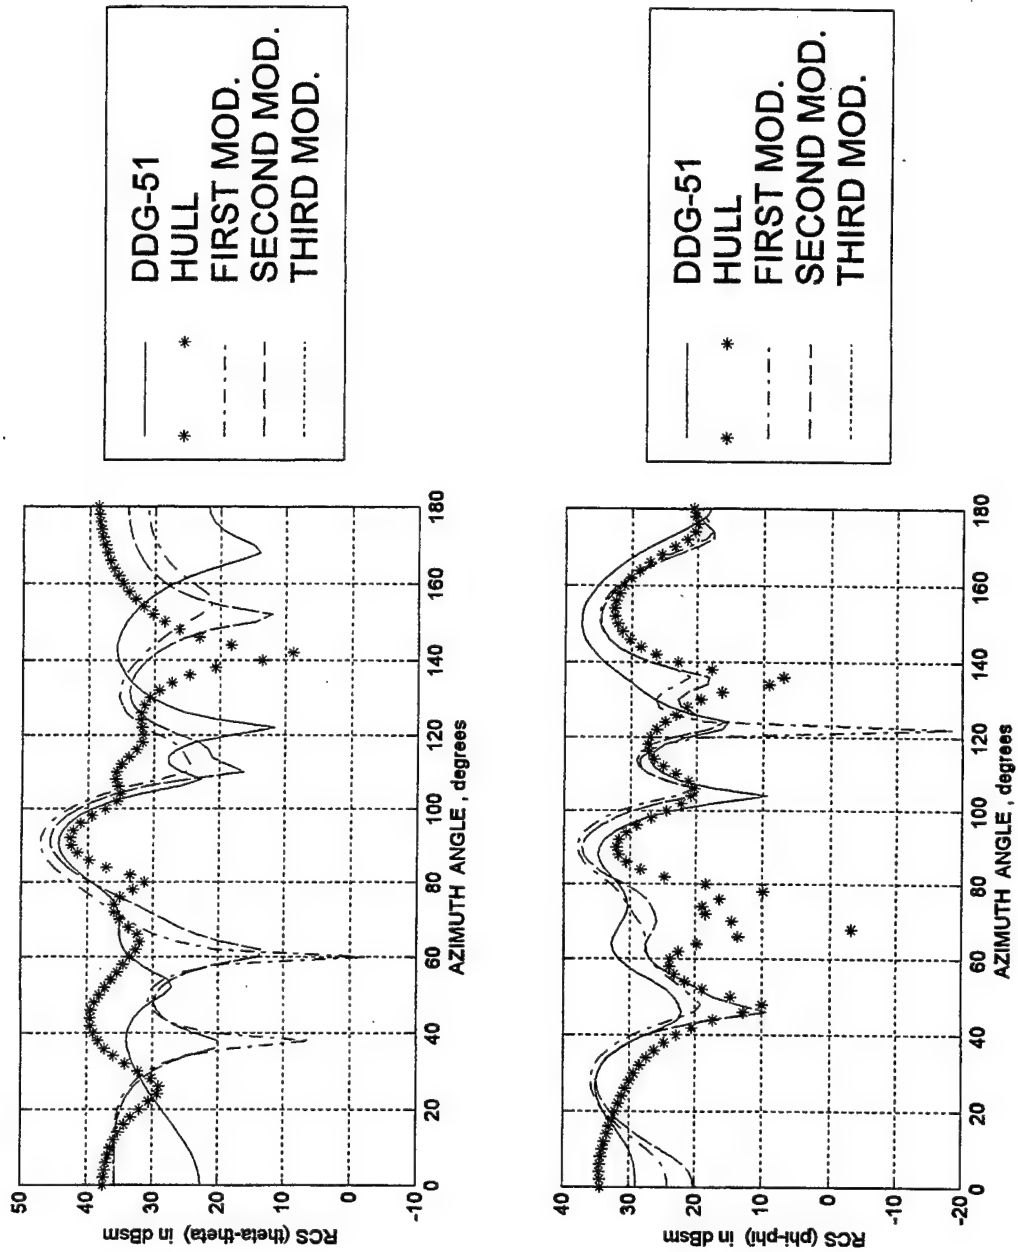 DDG-51
HULL
FIRST MOD.
SECOND MOD.
THIRD MOD.
50
40
30
20
10
0
-10
RCS (theta-theta) in dBsm
0
20
40
60
80
100
120
140
160
180
AZIMUTH ANGLE , degrees
DDG-51
HULL
FIRST MOD.
SECOND MOD.
THIRD MOD.
40
30
20
10
0
-10
-20
RCS (phi-phi) in dBsm
0
20
40
60
80
100
120
140
160
180
AZIMUTH ANGLE , degrees